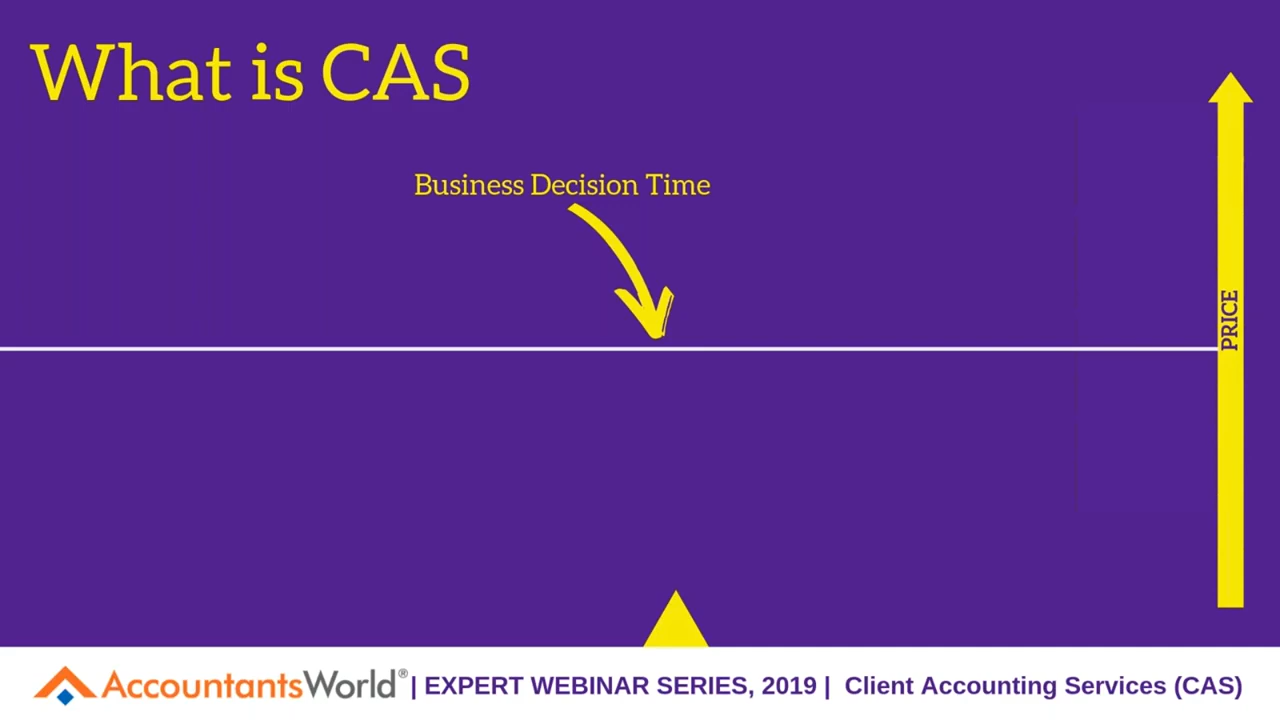 What is CAS
Business Decision Time
PRICE
AccountantsWorld® | EXPERT WEBINAR SERIES, 2019 | Client Accounting Services (CAS)